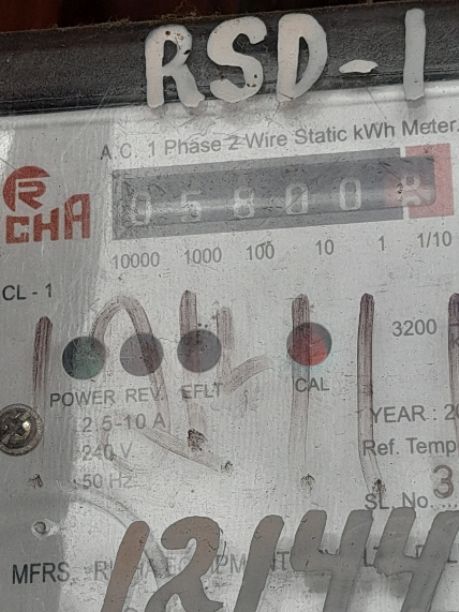 RSD-1
A.C. 1 Phase 2 Wire Static kWh Meter.
R
CHA
05800
10000 1000 100 10 1 1/10
CL - 1
3200
POWER REV. EFLT CAL
2.5-10 A
YEAR : 20
240 V
Ref. Temp
50 Hz
3
SL. No.
12144
MFRS